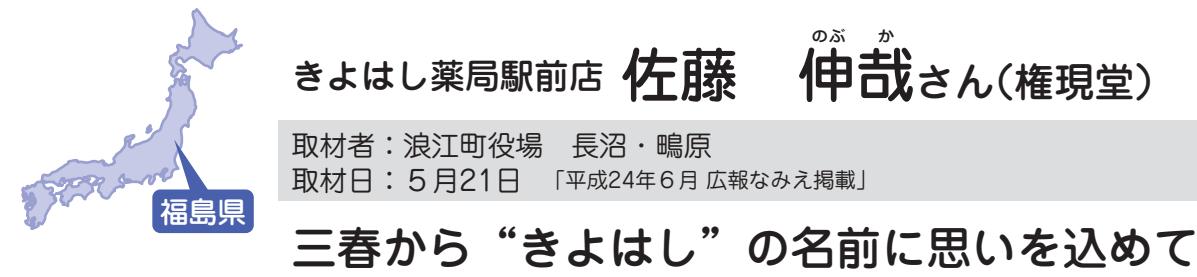 きよはし薬局駅前店 佐藤 伸哉さん(権現堂)
のぶ か
取材者:浪江町役場 長沼・鴫原
取材日:5月21日 「平成24年6月 広報なみえ掲載」
福島県
三春から“きよはし”の名前に思いを込めて